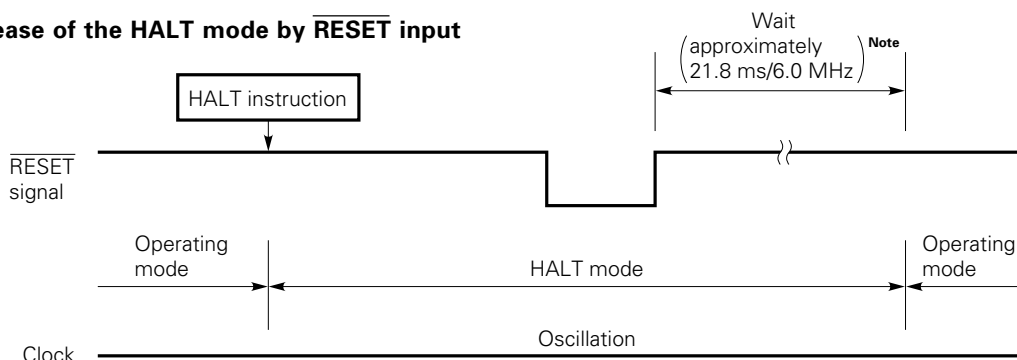 ease of the HALT mode by RESET input
Wait
(approximately
21.8 ms/6.0 MHz) Note
HALT instruction
RESET
signal
Operating
mode
HALT mode
Operating
mode
Oscillation
Clock